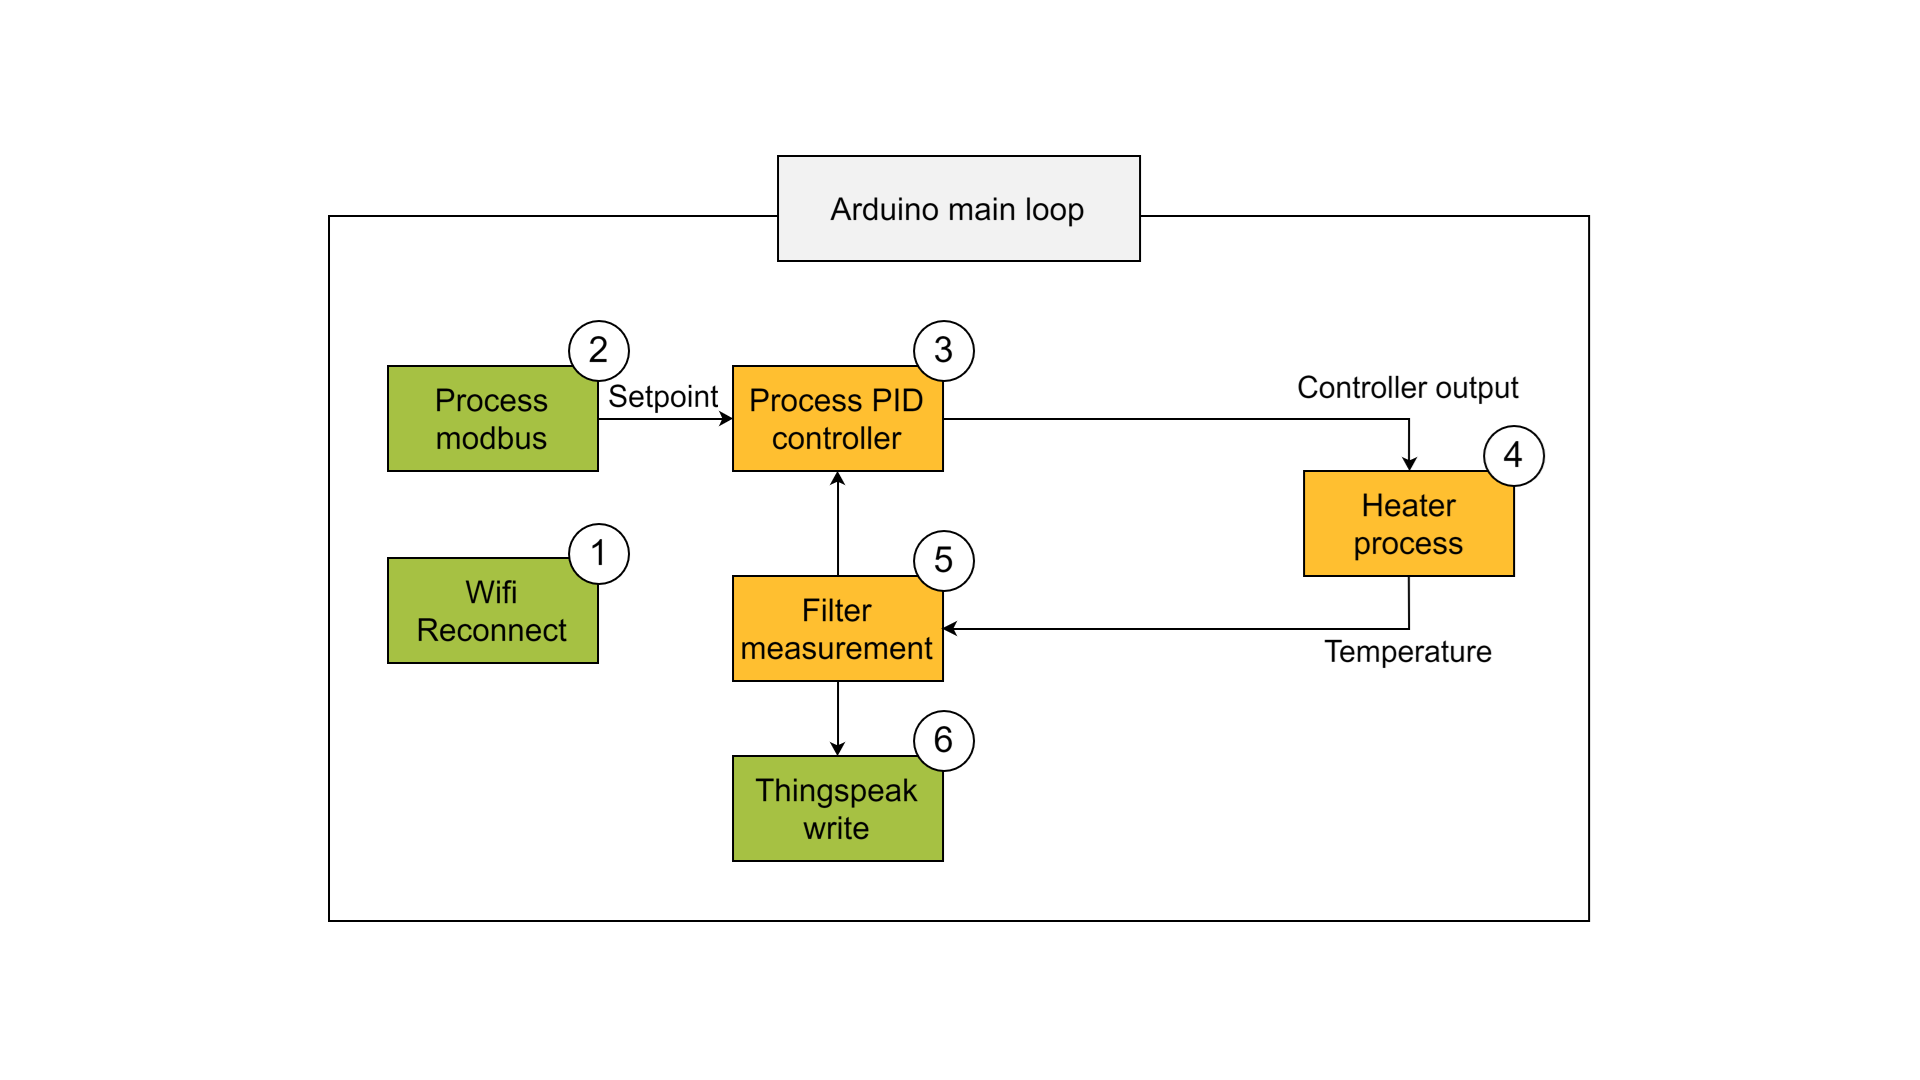 Arduino main loop
2
Process
modbus
Setpoint
3
Process PID
controller
Controller output
4
Heater
process
1
Wifi
Reconnect
5
Filter
measurement
Temperature
6
Thingspeak
write